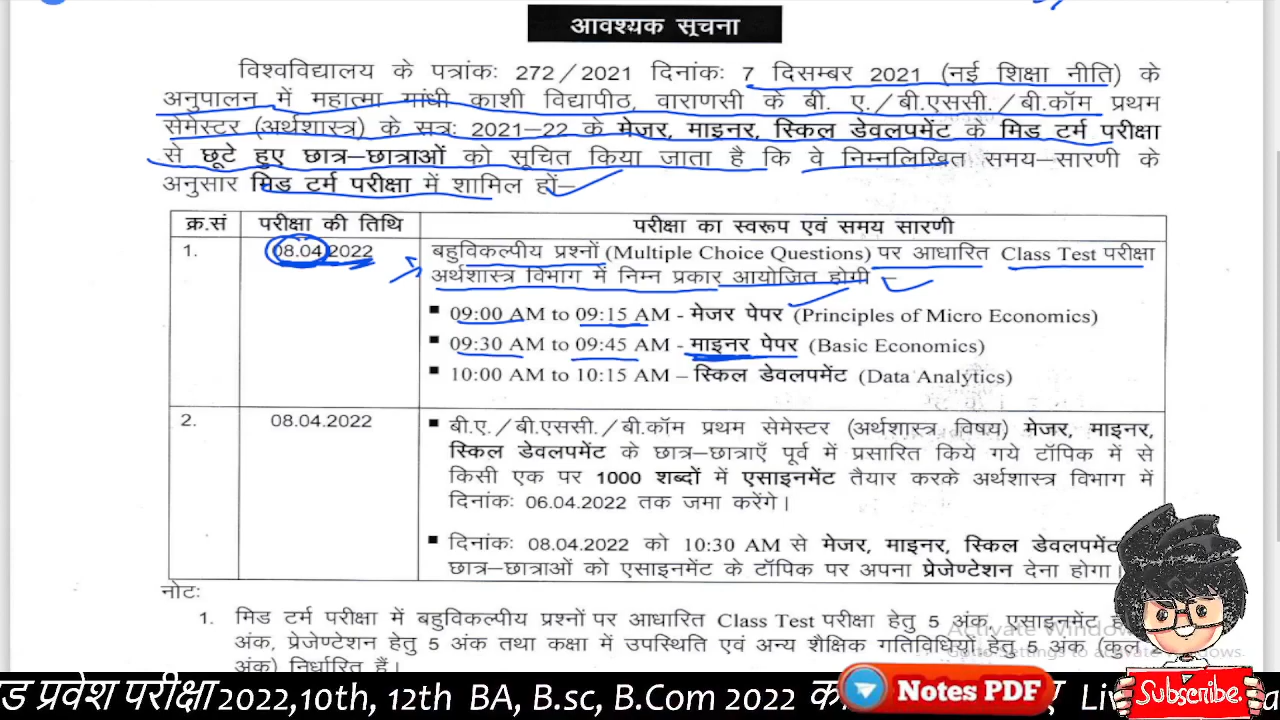 आवश्यक सूचना
विश्वविद्यालय के पत्रांकः 272/2021 दिनांकः 7 दिसम्बर 2021 (नई शिक्षा नीति) के
अनुपालन में महात्मा गांधी काशी विद्यापीठ, वाराणसी के बी. ए./बी.एससी./बी.कॉम प्रथम
सेमेस्टर (अर्थशास्त्र) के सत्रः 2021–22 के मेजर, माइनर, स्किल डेवलपमेंट के मिड टर्म परीक्षा
से छूटे हुए छात्र–छात्राओं को सूचित किया जाता है कि वे निम्नलिखित समय–सारणी के
अनुसार मिड टर्म परीक्षा में शामिल हों–
क्र.सं परीक्षा की तिथि परीक्षा का स्वरूप एवं समय सारणी
1. 08.04.2022 बहुविकल्पीय प्रश्नों (Multiple Choice Questions) पर आधारित Class Test परीक्षा
अर्थशास्त्र विभाग में निम्न प्रकार आयोजित होगी –
▪ 09:00 AM to 09:15 AM - मेजर पेपर (Principles of Micro Economics)
▪ 09:30 AM to 09:45 AM - माइनर पेपर (Basic Economics)
▪ 10:00 AM to 10:15 AM – स्किल डेवलपमेंट (Data Analytics)
2. 08.04.2022 ▪ बी.ए./बी.एससी./बी.कॉम प्रथम सेमेस्टर (अर्थशास्त्र विषय) मेजर, माइनर,
स्किल डेवलपमेंट के छात्र–छात्राएँ पूर्व में प्रसारित किये गये टॉपिक में से
किसी एक पर 1000 शब्दों में एसाइनमेंट तैयार करके अर्थशास्त्र विभाग में
दिनांकः 06.04.2022 तक जमा करेंगे।
▪ दिनांकः 08.04.2022 को 10:30 AM से मेजर, माइनर, स्किल डेवलपमेंट
छात्र–छात्राओं को एसाइनमेंट के टॉपिक पर अपना प्रेजेण्टेशन देना होगा।
नोटः
1. मिड टर्म परीक्षा में बहुविकल्पीय प्रश्नों पर आधारित Class Test परीक्षा हेतु 5 अंक, एसाइनमेंट
अंक, प्रेजेण्टेशन हेतु 5 अंक तथा कक्षा में उपस्थिति एवं अन्य शैक्षिक गतिविधियों हेतु 5 अंक (कुल
अंक) निर्धारित हैं।
Activate Windows
Go to Settings to activate Windows.
प्रवेश परीक्षा 2022,10th, 12th BA, B.sc, B.Com 2022
Notes PDF
Subscribe.